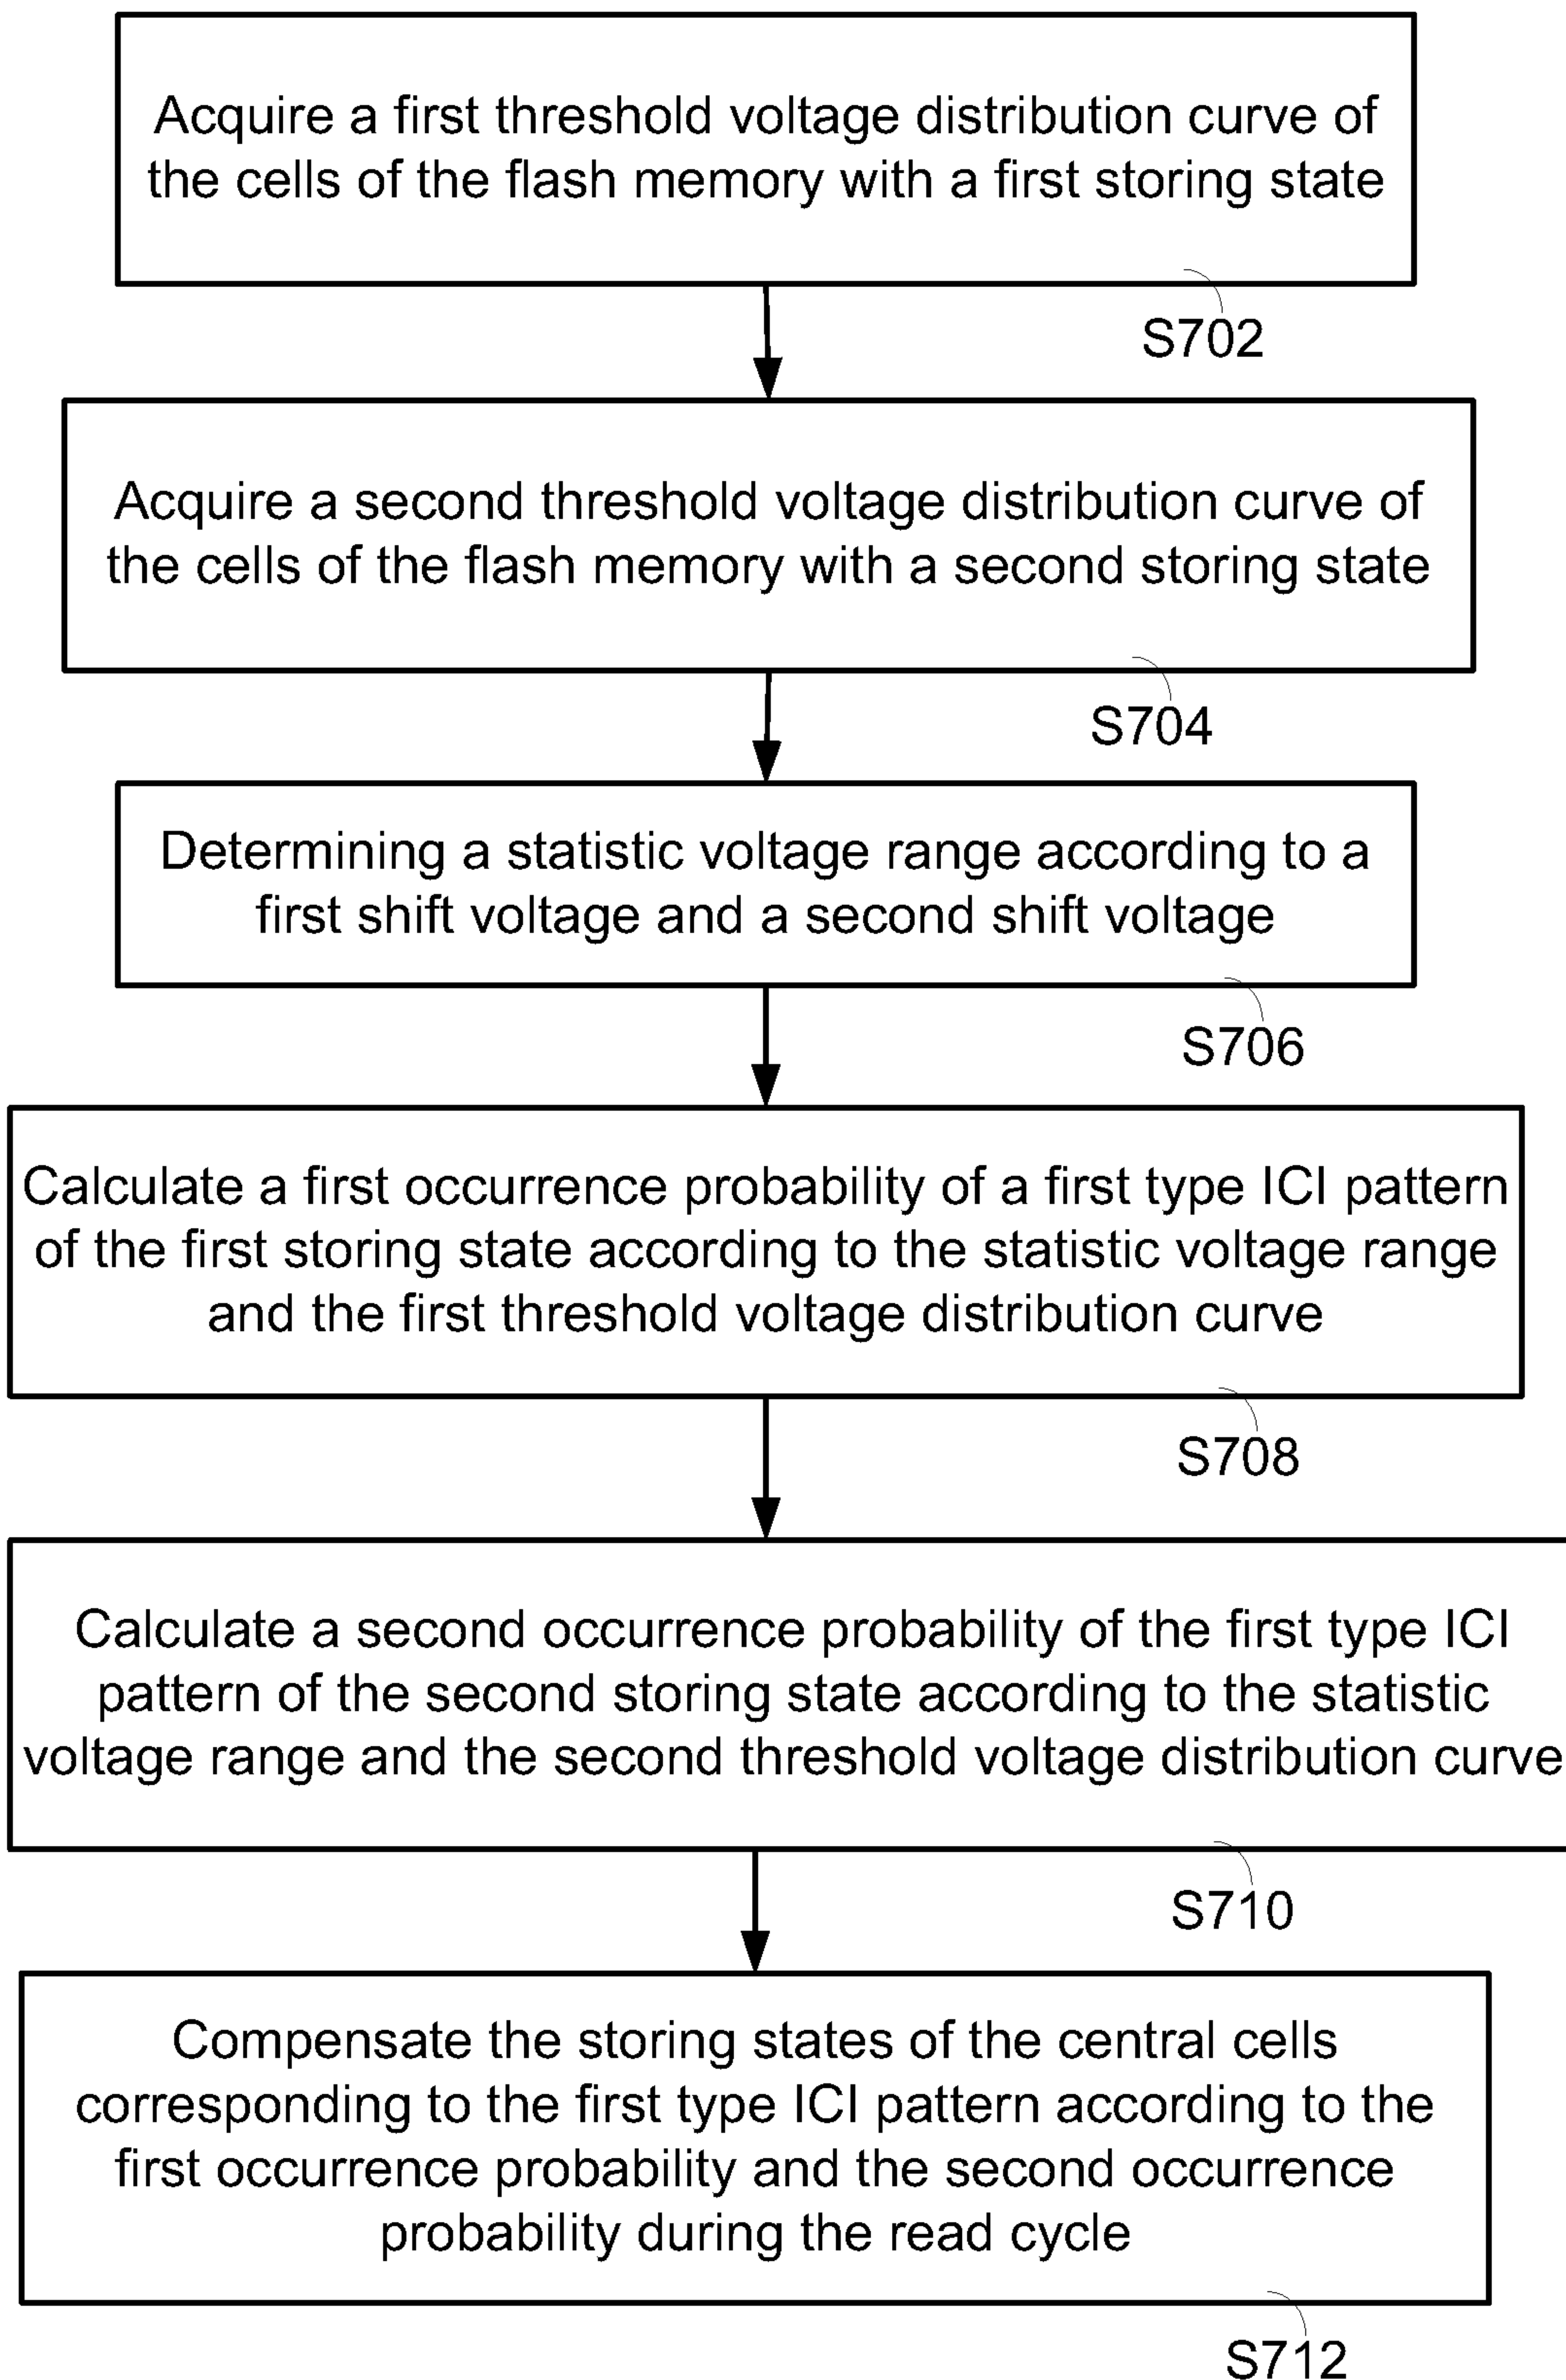 Acquire a first threshold voltage distribution curve of
the cells of the flash memory with a first storing state
S702
Acquire a second threshold voltage distribution curve of
the cells of the flash memory with a second storing state
S704
Determining a statistic voltage range according to a
first shift voltage and a second shift voltage
S706
Calculate a first occurrence probability of a first type ICI pattern
of the first storing state according to the statistic voltage range
and the first threshold voltage distribution curve
S708
Calculate a second occurrence probability of the first type ICI
pattern of the second storing state according to the statistic
voltage range and the second threshold voltage distribution curve
S710
Compensate the storing states of the central cells
corresponding to the first type ICI pattern according to the
first occurrence probability and the second occurrence
probability during the read cycle
S712